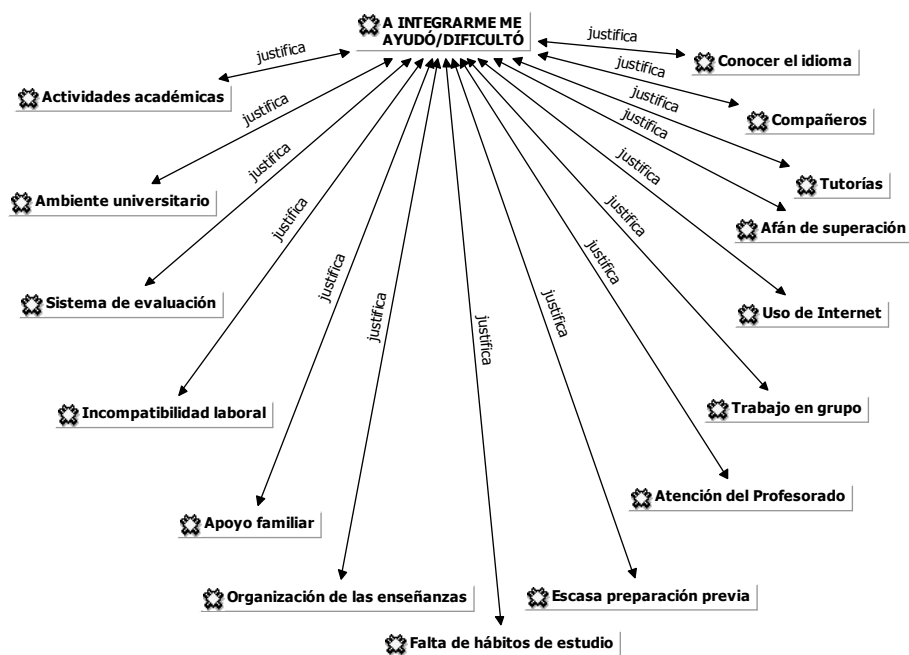 A INTEGRARME ME
AYUDÓ/DIFICULTÓ
justifica
justifica
Conocer el idioma
justifica
Actividades académicas
justifica
Compañeros
justifica
justifica
justifica
Tutorías
Ambiente universitario
justifica
Afán de superación
justifica
justifica
justifica
justifica
Sistema de evaluación
Uso de Internet
justifica
justifica
justifica
Incompatibilidad laboral
Trabajo en grupo
Atención del Profesorado
Apoyo familiar
Organización de las enseñanzas
Escasa preparación previa
Falta de hábitos de estudio